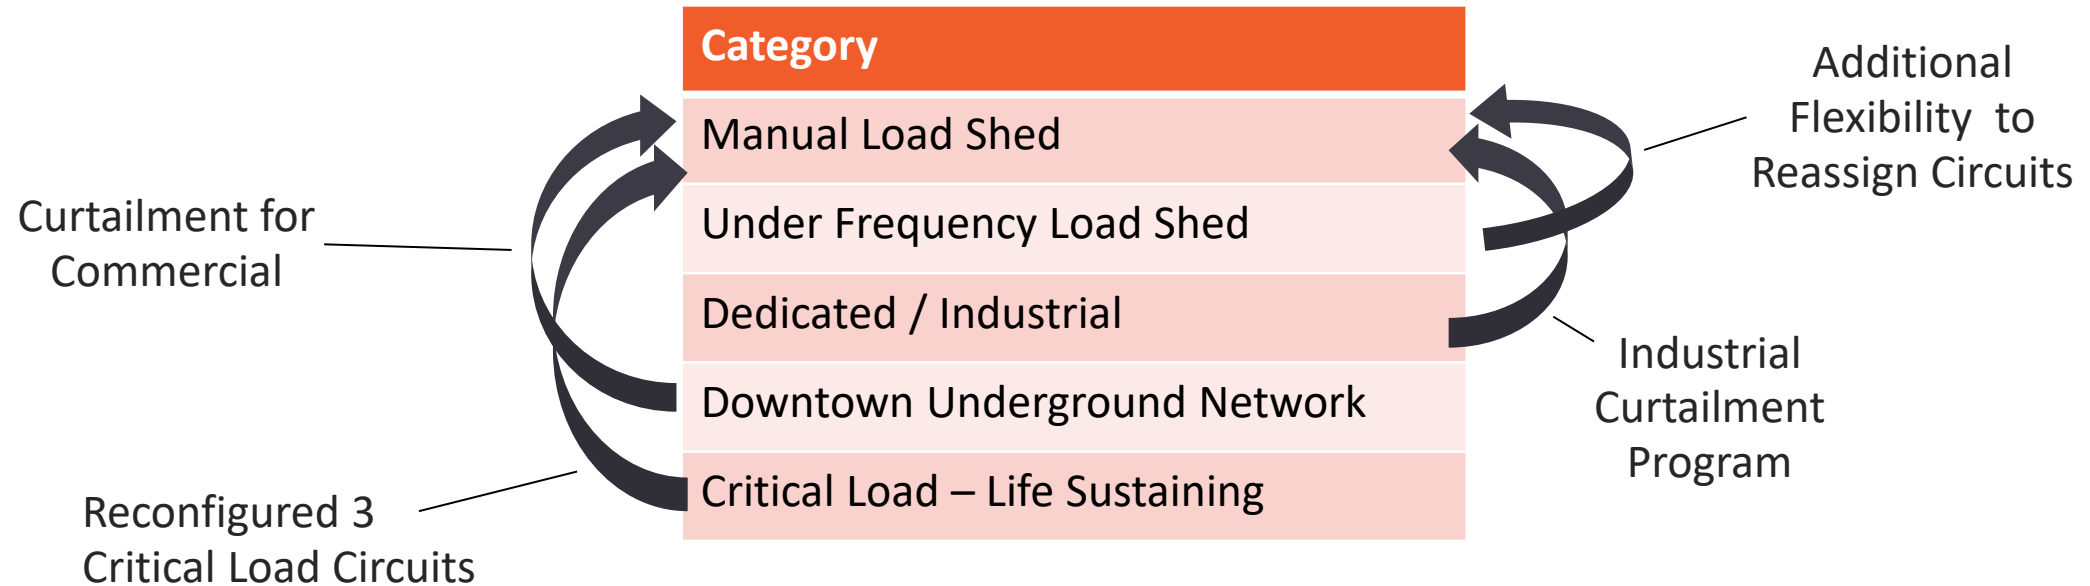 Category
Manual Load Shed
Under Frequency Load Shed
Dedicated / Industrial
Downtown Underground Network
Critical Load – Life Sustaining
Curtailment for
Commercial
Reconfigured 3
Critical Load Circuits
Additional
Flexibility  to
Reassign Circuits
Industrial
Curtailment
Program